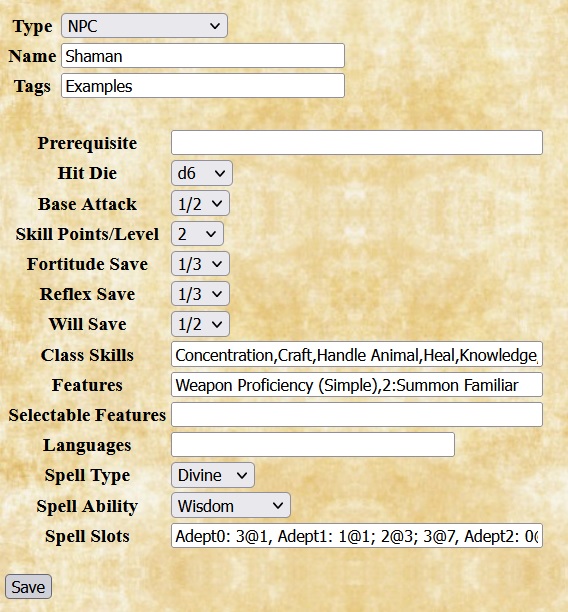 Type NPC
Name Shaman
Tags Examples
Prerequisite
Hit Die d6
Base Attack 1/2
Skill Points/Level 2
Fortitude Save 1/3
Reflex Save 1/3
Will Save 1/2
Class Skills Concentration,Craft,Handle Animal,Heal,Knowledge,
Features Weapon Proficiency (Simple),2:Summon Familiar
Selectable Features
Languages
Spell Type Divine
Spell Ability Wisdom
Spell Slots Adept0: 3@1, Adept1: 1@1; 2@3; 3@7, Adept2: 0@
Save